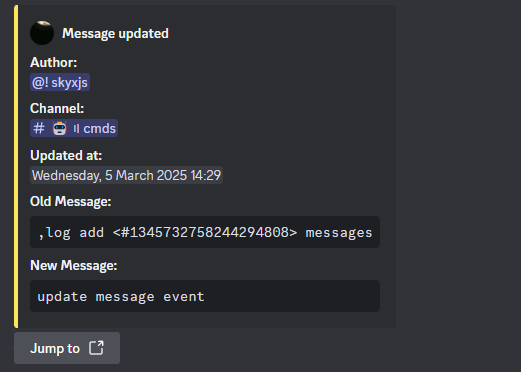 Message updated
Author:
@! skyxjs
Channel:
# 🤖 〢 cmds
Updated at:
Wednesday, 5 March 2025 14:29
Old Message:
,log add <#1345732758244294808> messages
New Message:
update message event
Jump to